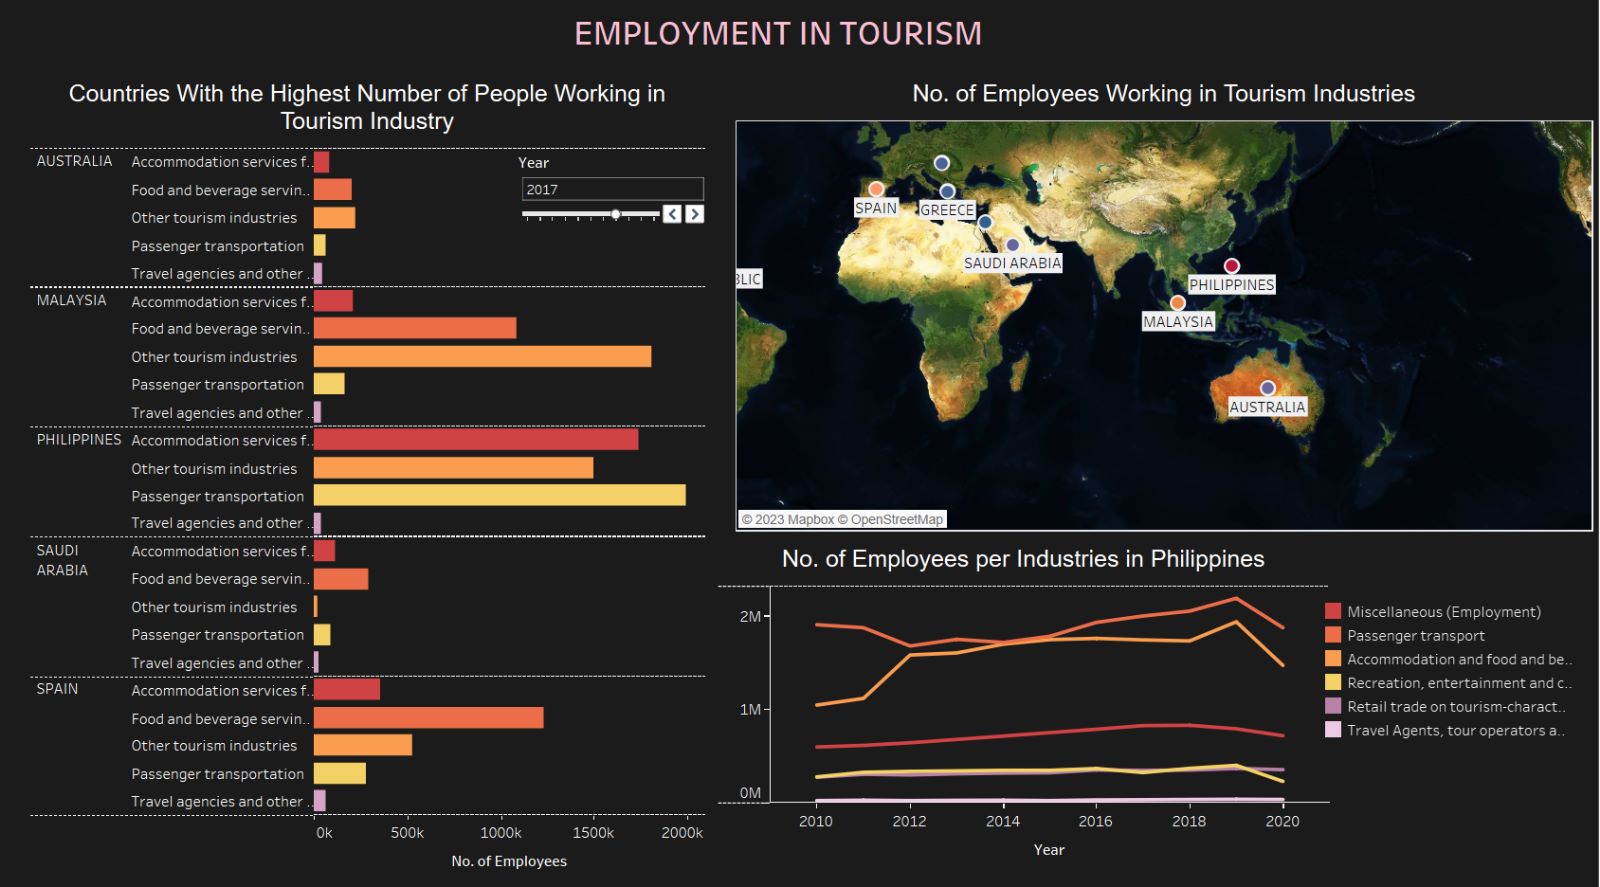 EMPLOYMENT IN TOURISM
Countries With the Highest Number of People Working in
Tourism Industry
Year
2017
AUSTRALIA
Accommodation services f..
Food and beverage servin..
Other tourism industries
Passenger transportation
Travel agencies and other ..
MALAYSIA
Accommodation services f..
Food and beverage servin..
Other tourism industries
Passenger transportation
Travel agencies and other ..
PHILIPPINES
Accommodation services f..
Other tourism industries
Passenger transportation
Travel agencies and other ..
SAUDI
ARABIA
Accommodation services f..
Food and beverage servin..
Other tourism industries
Passenger transportation
Travel agencies and other ..
SPAIN
Accommodation services f..
Food and beverage servin..
Other tourism industries
Passenger transportation
Travel agencies and other ..
0k 500k 1000k 1500k 2000k
No. of Employees
No. of Employees Working in Tourism Industries
SPAIN
GREECE
SAUDI ARABIA
BLIC
PHILIPPINES
MALAYSIA
AUSTRALIA
© 2023 Mapbox © OpenStreetMap
No. of Employees per Industries in Philippines
2M
1M
0M
2010 2012 2014 2016 2018 2020
Year
Miscellaneous (Employment)
Passenger transport
Accommodation and food and be..
Recreation, entertainment and c..
Retail trade on tourism-charact..
Travel Agents, tour operators a..